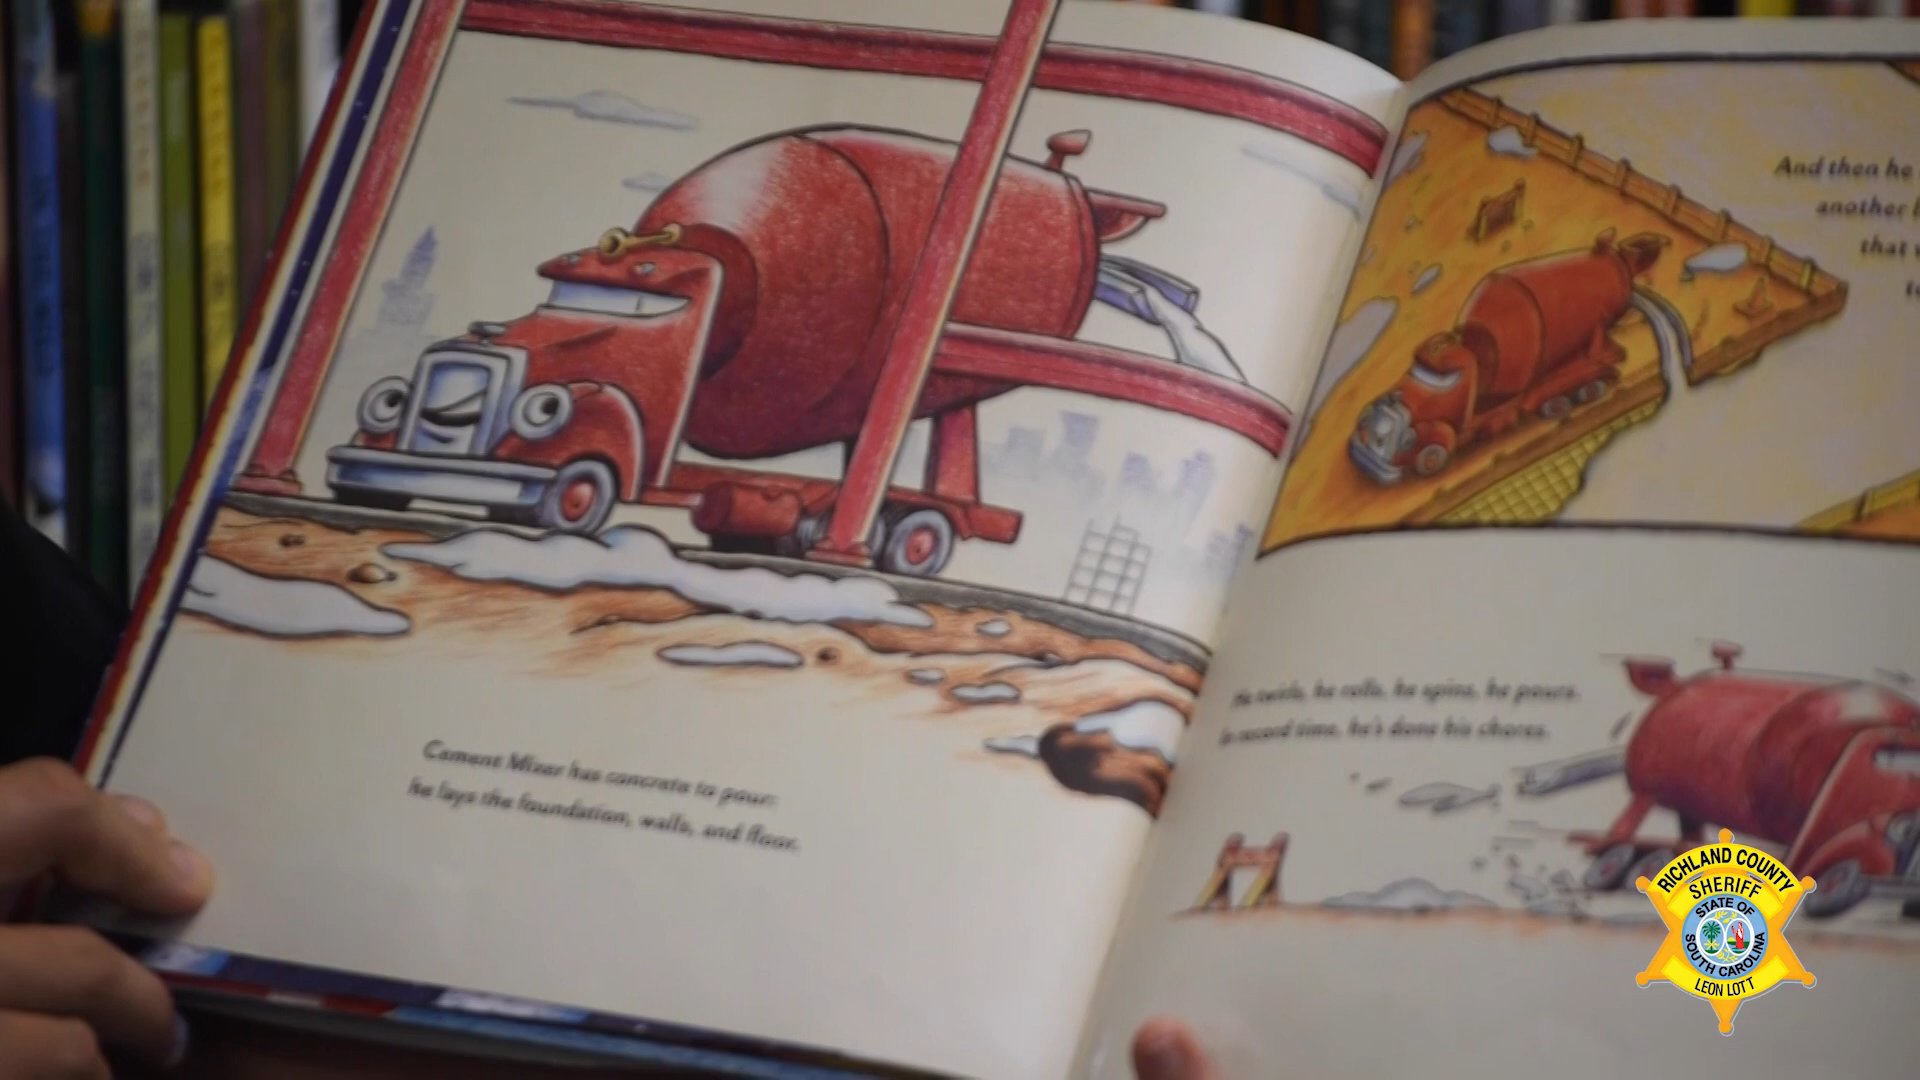 Cement Mixer has concrete to pour:
he lays the foundation, walls, and floor.
And then he
another
that
He twirls, he rolls, he spins, he pours.
In record time, he's done his chores.
RICHLAND COUNTY
SHERIFF
STATE OF
SOUTH CAROLINA
LEON LOTT